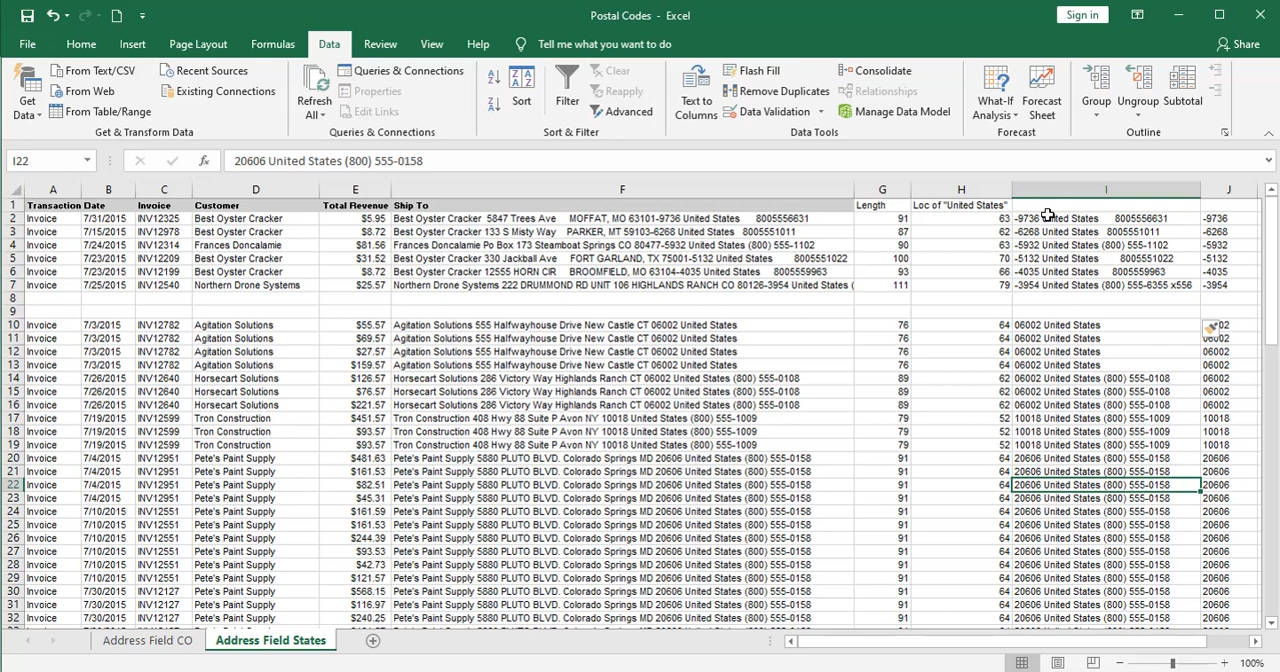 Postal Codes - Excel
Sign in
File Home Insert Page Layout Formulas Data Review View Help Tell me what you want to do Share
Get Data
From Text/CSV
From Web
From Table/Range
Recent Sources
Existing Connections
Get & Transform Data
Refresh All
Queries & Connections
Properties
Edit Links
Queries & Connections
Sort
Filter
Clear
Reapply
Advanced
Sort & Filter
Text to Columns
Flash Fill
Remove Duplicates
Data Validation
Consolidate
Relationships
Manage Data Model
Data Tools
What-If Analysis
Forecast Sheet
Forecast
Group
Ungroup
Subtotal
Outline
I22 fx 20606 United States (800) 555-0158
A B C D E F G H I J
1 Transaction Date Invoice Customer Total Revenue Ship To Length Loc of "United States"
2 Invoice 7/31/2015 INV12325 Best Oyster Cracker $5.95 Best Oyster Cracker 5847 Trees Ave MOFFAT, MO 63101-9736 United States 8005556631 91 63 -9736 United States 8005556631 -9736
3 Invoice 7/15/2015 INV12978 Best Oyster Cracker $8.72 Best Oyster Cracker 133 S Misty Way PARKER, MT 59103-6268 United States 8005551011 87 62 -6268 United States 8005551011 -6268
4 Invoice 7/24/2015 INV12314 Frances Doncalamie $81.56 Frances Doncalamie Po Box 173 Steamboat Springs CO 80477-5932 United States (800) 555-1102 90 63 -5932 United States (800) 555-1102 -5932
5 Invoice 7/23/2015 INV12209 Best Oyster Cracker $31.52 Best Oyster Cracker 330 Jackball Ave FORT GARLAND, TX 75001-5132 United States 8005551022 100 70 -5132 United States 8005551022 -5132
6 Invoice 7/23/2015 INV12199 Best Oyster Cracker $8.72 Best Oyster Cracker 12555 HORN CIR BROOMFIELD, MO 63104-4035 United States 8005559963 93 66 -4035 United States 8005559963 -4035
7 Invoice 7/25/2015 INV12540 Northern Drone Systems $25.57 Northern Drone Systems 222 DRUMMOND RD UNIT 106 HIGHLANDS RANCH CO 80126-3954 United States ( 111 79 -3954 United States (800) 555-6355 x556 -3954
8
9
10 Invoice 7/3/2015 INV12782 Agitation Solutions $55.57 Agitation Solutions 555 Halfwayhouse Drive New Castle CT 06002 United States 76 64 06002 United States 02
11 Invoice 7/3/2015 INV12782 Agitation Solutions $69.57 Agitation Solutions 555 Halfwayhouse Drive New Castle CT 06002 United States 76 64 06002 United States 06002
12 Invoice 7/3/2015 INV12782 Agitation Solutions $27.57 Agitation Solutions 555 Halfwayhouse Drive New Castle CT 06002 United States 76 64 06002 United States 06002
13 Invoice 7/3/2015 INV12782 Agitation Solutions $159.57 Agitation Solutions 555 Halfwayhouse Drive New Castle CT 06002 United States 76 64 06002 United States 06002
14 Invoice 7/26/2015 INV12640 Horsecart Solutions $126.57 Horsecart Solutions 286 Victory Way Highlands Ranch CT 06002 United States (800) 555-0108 89 62 06002 United States (800) 555-0108 06002
15 Invoice 7/26/2015 INV12640 Horsecart Solutions $76.57 Horsecart Solutions 286 Victory Way Highlands Ranch CT 06002 United States (800) 555-0108 89 62 06002 United States (800) 555-0108 06002
16 Invoice 7/26/2015 INV12640 Horsecart Solutions $221.57 Horsecart Solutions 286 Victory Way Highlands Ranch CT 06002 United States (800) 555-0108 89 62 06002 United States (800) 555-0108 06002
17 Invoice 7/19/2015 INV12599 Tron Construction $451.57 Tron Construction 408 Hwy 88 Suite P Avon NY 10018 United States (800) 555-1009 79 52 10018 United States (800) 555-1009 10018
18 Invoice 7/19/2015 INV12599 Tron Construction $93.57 Tron Construction 408 Hwy 88 Suite P Avon NY 10018 United States (800) 555-1009 79 52 10018 United States (800) 555-1009 10018
19 Invoice 7/19/2015 INV12599 Tron Construction $93.57 Tron Construction 408 Hwy 88 Suite P Avon NY 10018 United States (800) 555-1009 79 52 10018 United States (800) 555-1009 10018
20 Invoice 7/4/2015 INV12951 Pete's Paint Supply $481.63 Pete's Paint Supply 5880 PLUTO BLVD. Colorado Springs MD 20606 United States (800) 555-0158 91 64 20606 United States (800) 555-0158 20606
21 Invoice 7/4/2015 INV12951 Pete's Paint Supply $161.53 Pete's Paint Supply 5880 PLUTO BLVD. Colorado Springs MD 20606 United States (800) 555-0158 91 64 20606 United States (800) 555-0158 20606
22 Invoice 7/4/2015 INV12951 Pete's Paint Supply $82.51 Pete's Paint Supply 5880 PLUTO BLVD. Colorado Springs MD 20606 United States (800) 555-0158 91 64 20606 United States (800) 555-0158 20606
23 Invoice 7/4/2015 INV12951 Pete's Paint Supply $45.31 Pete's Paint Supply 5880 PLUTO BLVD. Colorado Springs MD 20606 United States (800) 555-0158 91 64 20606 United States (800) 555-0158 20606
24 Invoice 7/10/2015 INV12551 Pete's Paint Supply $161.59 Pete's Paint Supply 5880 PLUTO BLVD. Colorado Springs MD 20606 United States (800) 555-0158 91 64 20606 United States (800) 555-0158 20606
25 Invoice 7/10/2015 INV12551 Pete's Paint Supply $161.53 Pete's Paint Supply 5880 PLUTO BLVD. Colorado Springs MD 20606 United States (800) 555-0158 91 64 20606 United States (800) 555-0158 20606
26 Invoice 7/10/2015 INV12551 Pete's Paint Supply $244.39 Pete's Paint Supply 5880 PLUTO BLVD. Colorado Springs MD 20606 United States (800) 555-0158 91 64 20606 United States (800) 555-0158 20606
27 Invoice 7/10/2015 INV12551 Pete's Paint Supply $93.53 Pete's Paint Supply 5880 PLUTO BLVD. Colorado Springs MD 20606 United States (800) 555-0158 91 64 20606 United States (800) 555-0158 20606
28 Invoice 7/10/2015 INV12551 Pete's Paint Supply $42.73 Pete's Paint Supply 5880 PLUTO BLVD. Colorado Springs MD 20606 United States (800) 555-0158 91 64 20606 United States (800) 555-0158 20606
29 Invoice 7/10/2015 INV12551 Pete's Paint Supply $121.57 Pete's Paint Supply 5880 PLUTO BLVD. Colorado Springs MD 20606 United States (800) 555-0158 91 64 20606 United States (800) 555-0158 20606
30 Invoice 7/30/2015 INV12127 Pete's Paint Supply $568.15 Pete's Paint Supply 5880 PLUTO BLVD. Colorado Springs MD 20606 United States (800) 555-0158 91 64 20606 United States (800) 555-0158 20606
31 Invoice 7/30/2015 INV12127 Pete's Paint Supply $116.97 Pete's Paint Supply 5880 PLUTO BLVD. Colorado Springs MD 20606 United States (800) 555-0158 91 64 20606 United States (800) 555-0158 20606
32 Invoice 7/30/2015 INV12127 Pete's Paint Supply $240.25 Pete's Paint Supply 5880 PLUTO BLVD. Colorado Springs MD 20606 United States (800) 555-0158 91 64 20606 United States (800) 555-0158 20606
Address Field CO Address Field States
100%